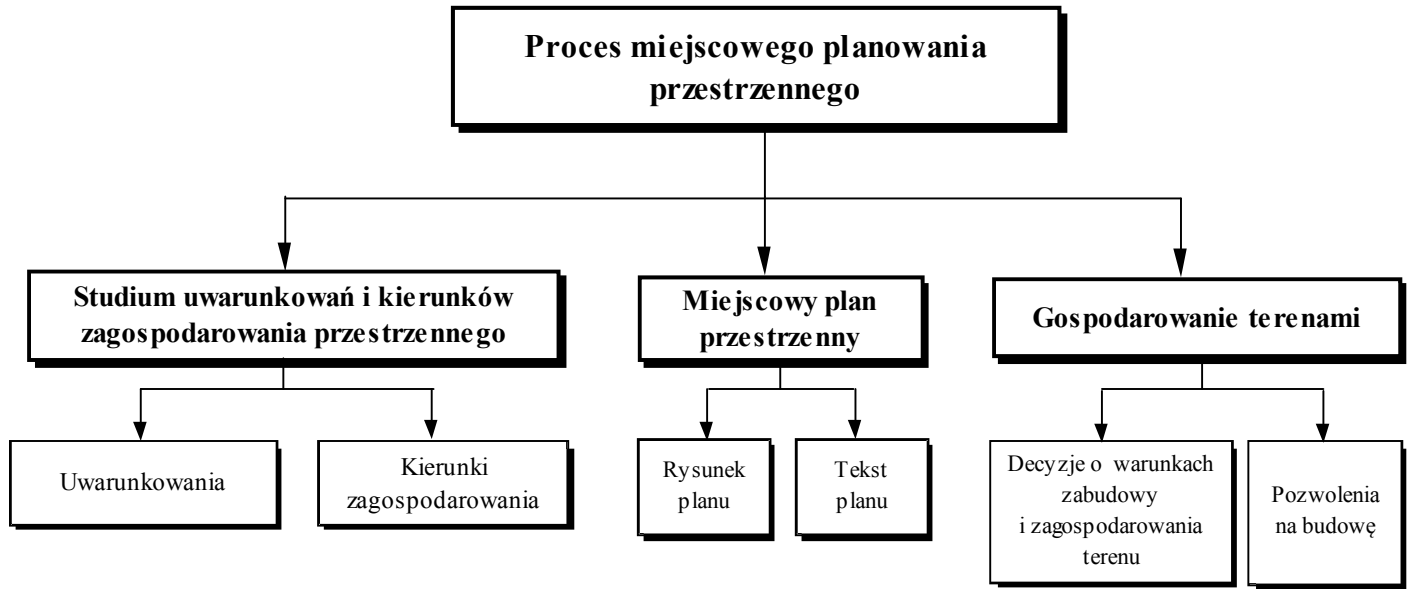 Proces miejscowego planowania
przestrzennego
Studium uwarunkowań i kierunków
zagospodarowania przestrzennego
Miejscowy plan
przestrzenny
Gospodarowanie terenami
Uwarunkowania
Kierunki
zagospodarowania
Rysunek
planu
Tekst
planu
Decyzje o warunkach
zabudowy
i zagospodarowania
terenu
Pozwolenia
na budowę